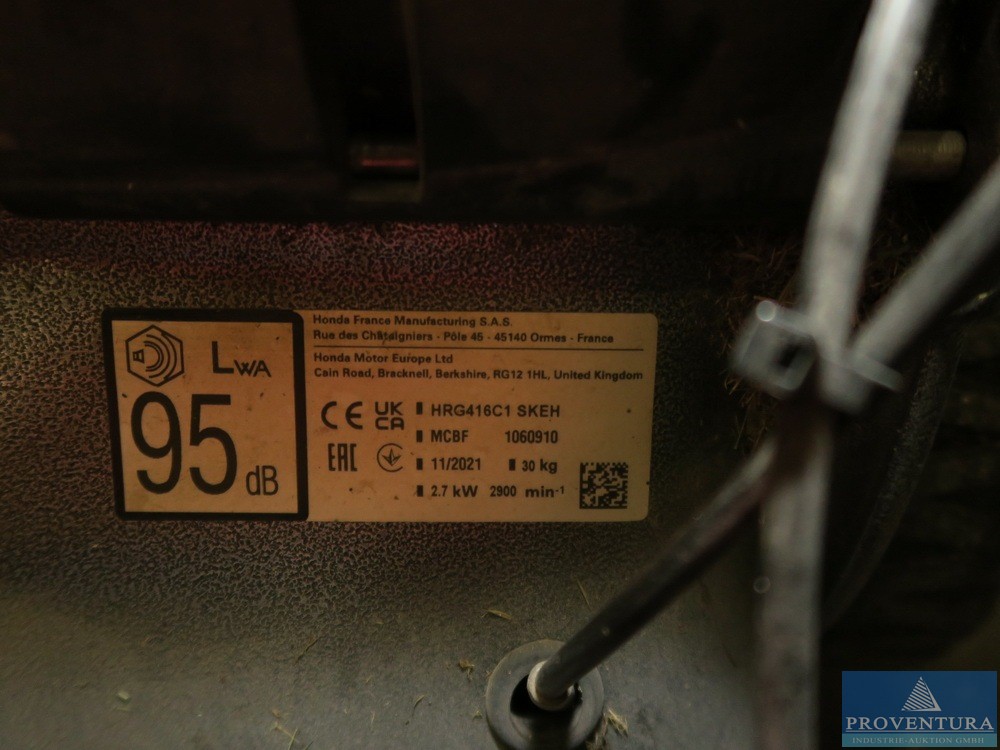 LWA
95 dB
Honda France Manufacturing S.A.S.
Rue des Châtaigniers - Pôle 45 - 45140 Ormes - France
Honda Motor Europe Ltd
Cain Road, Bracknell, Berkshire, RG12 1HL, United Kingdom
CE UK CA HRG416C1 SKEH
MCBF 1060910
EAC 11/2021 30 kg
2.7 kW 2900 min-1
PROVENTURA
INDUSTRIE-AUKTION GMBH